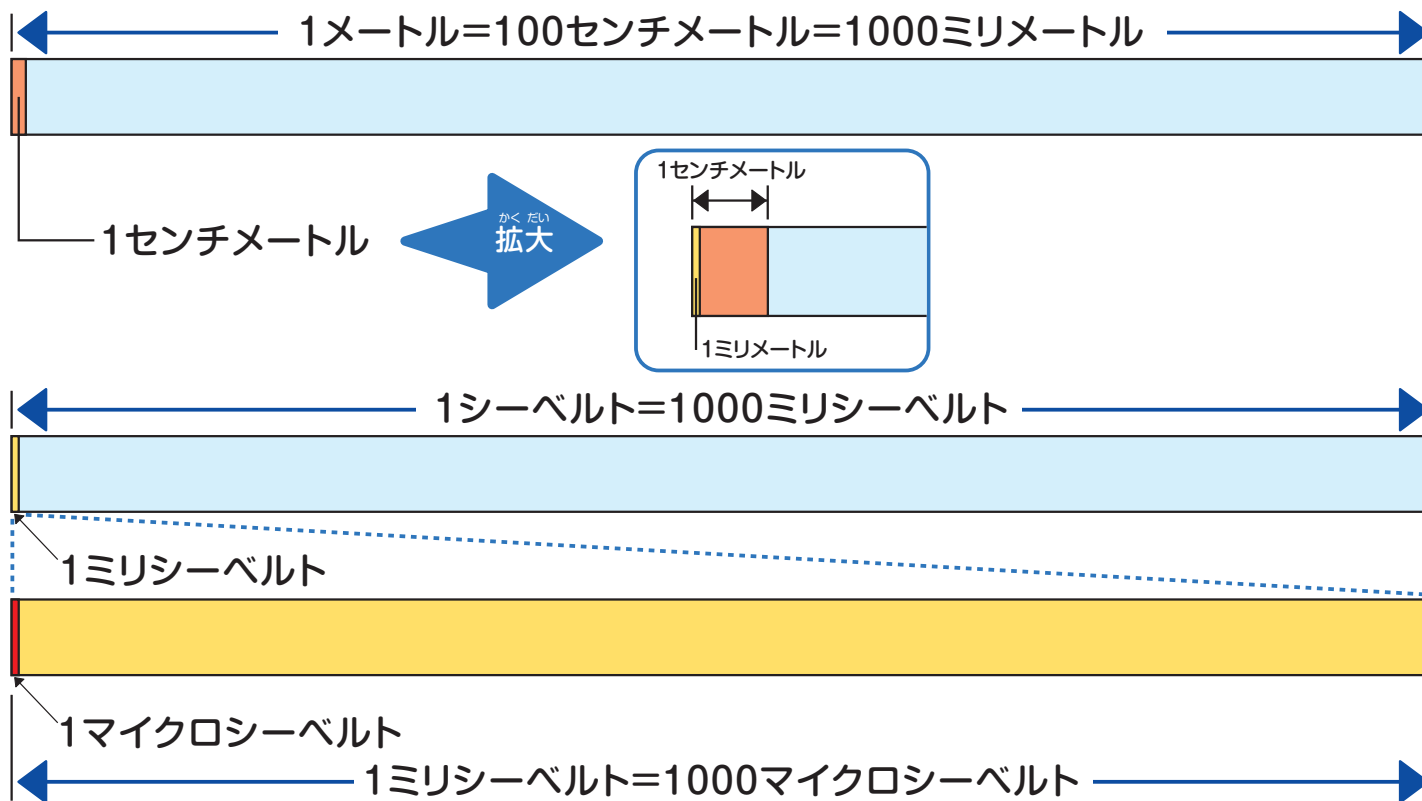 1メートル=100センチメートル=1000ミリメートル
1センチメートル
かくだい
拡大
1センチメートル
1ミリメートル
1シーベルト=1000ミリシーベルト
1ミリシーベルト
1マイクロシーベルト
1ミリシーベルト=1000マイクロシーベルト